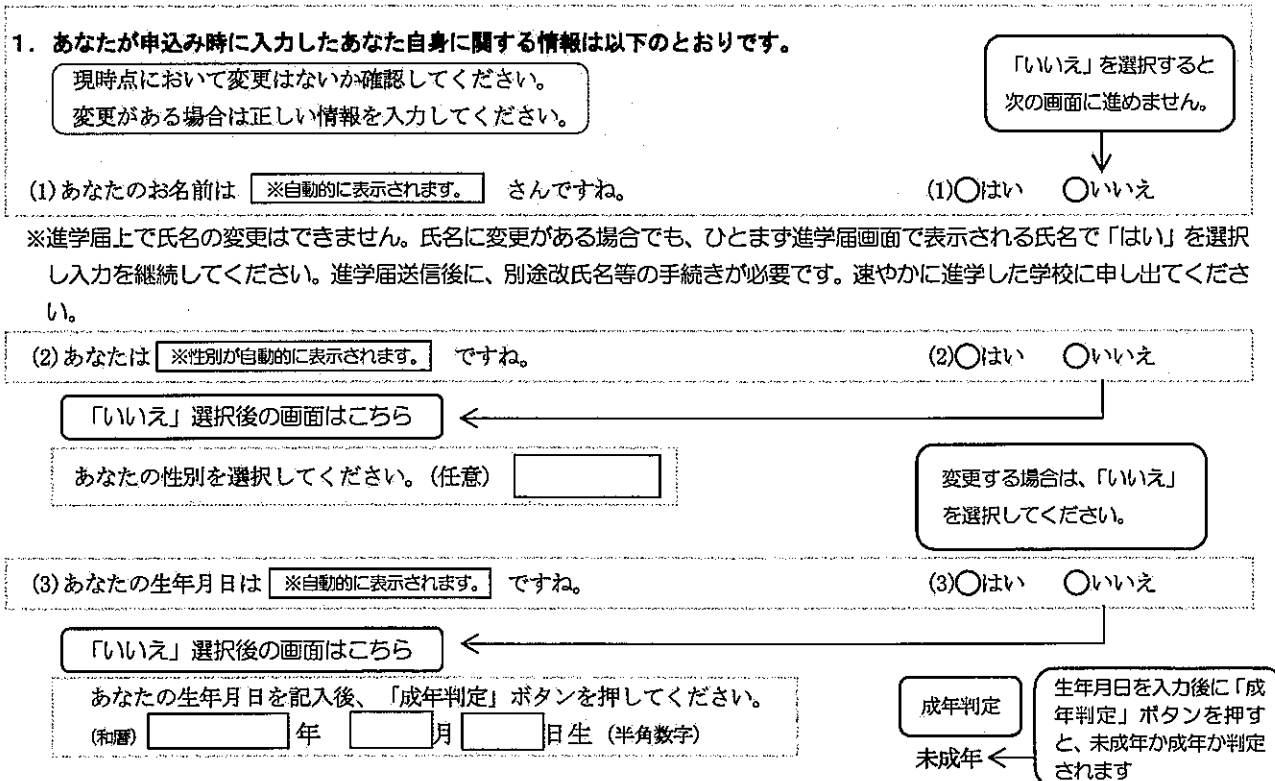 1. あなたが申込み時に入力したあなた自身に関する情報は以下のとおりです。
現時点において変更はないか確認してください。
変更がある場合は正しい情報を入力してください。
「いいえ」を選択すると
次の画面に進めません。
(1)あなたのお名前は ※自動的に表示されます。 さんですね。 (1)○はい ○いいえ
※進学届上で氏名の変更はできません。氏名に変更がある場合でも、ひとまず進学届画面で表示される氏名で「はい」を選択
し入力を継続してください。進学届送信後に、別途改氏名等の手続きが必要です。速やかに進学した学校に申し出てくださ
い。
(2)あなたは ※性別が自動的に表示されます。 ですね。 (2)○はい ○いいえ
「いいえ」選択後の画面はこちら
あなたの性別を選択してください。(任意)
変更する場合は、「いいえ」
を選択してください。
(3)あなたの生年月日は ※自動的に表示されます。 ですね。 (3)○はい ○いいえ
「いいえ」選択後の画面はこちら
あなたの生年月日を記入後、「成年判定」ボタンを押してください。
(和暦) 年 月 日生 (半角数字)
成年判定
未成年
生年月日を入力後に「成
年判定」ボタンを押す
と、未成年か成年か判定
されます